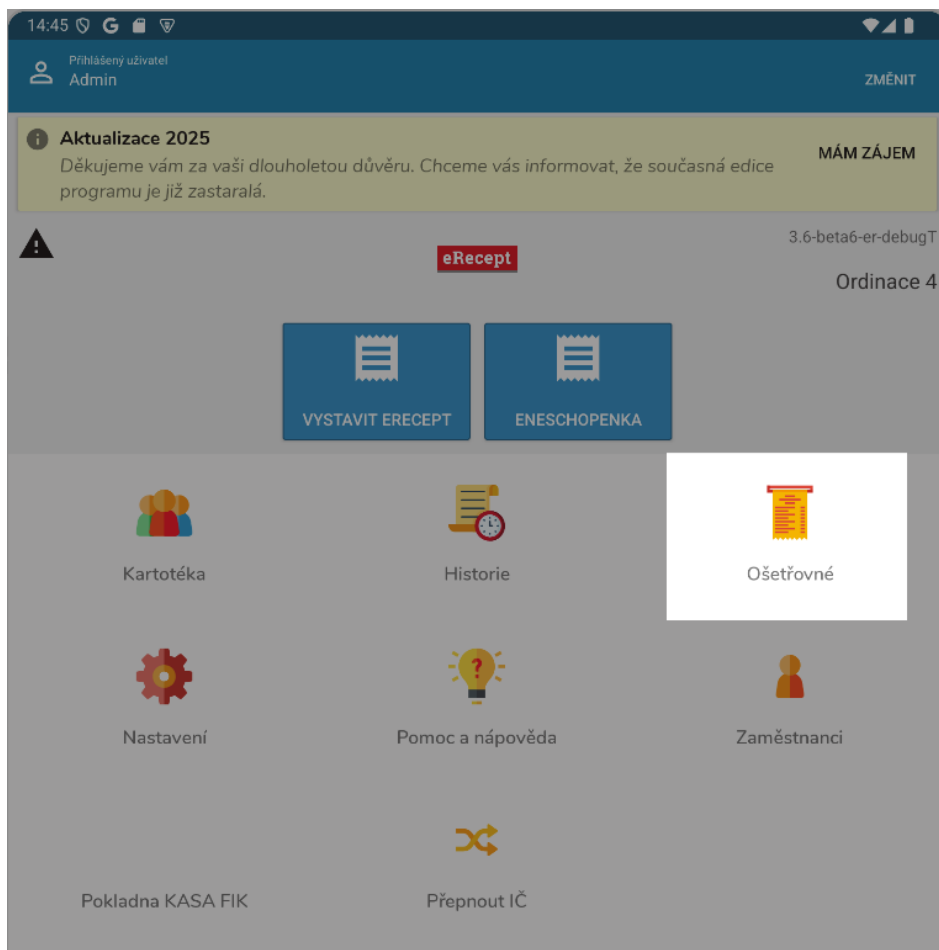 14:45
Přihlášený uživatel
Admin
ZMĚNIT
Aktualizace 2025
Děkujeme vám za vaši dlouholetou důvěru. Chceme vás informovat, že současná edice
programu je již zastaralá.
MÁM ZÁJEM
3.6-beta6-er-debugT
eRecept
Ordinace 4
VYSTAVIT ERECEPT
ENESCHOPENKA
Kartotéka
Historie
Ošetřovné
Nastavení
Pomoc a nápověda
Zaměstnanci
Pokladna KASA FIK
Přepnout IČ